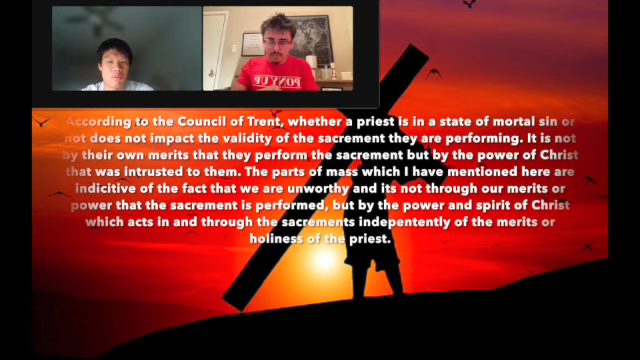 PONY UP
According to the Council of Trent, whether a priest is in a state of mortal sin or
not does not impact the validity of the sacrement they are performing. It is not
by their own merits that they perform the sacrement but by the power of Christ
that was intrusted to them. The parts of mass which I have mentioned here are
indicitive of the fact that we are unworthy and its not through our merits or
power that the sacrement is performed, but by the power and spirit of Christ
which acts in and through the sacraments indepentently of the merits or
holiness of the priest.